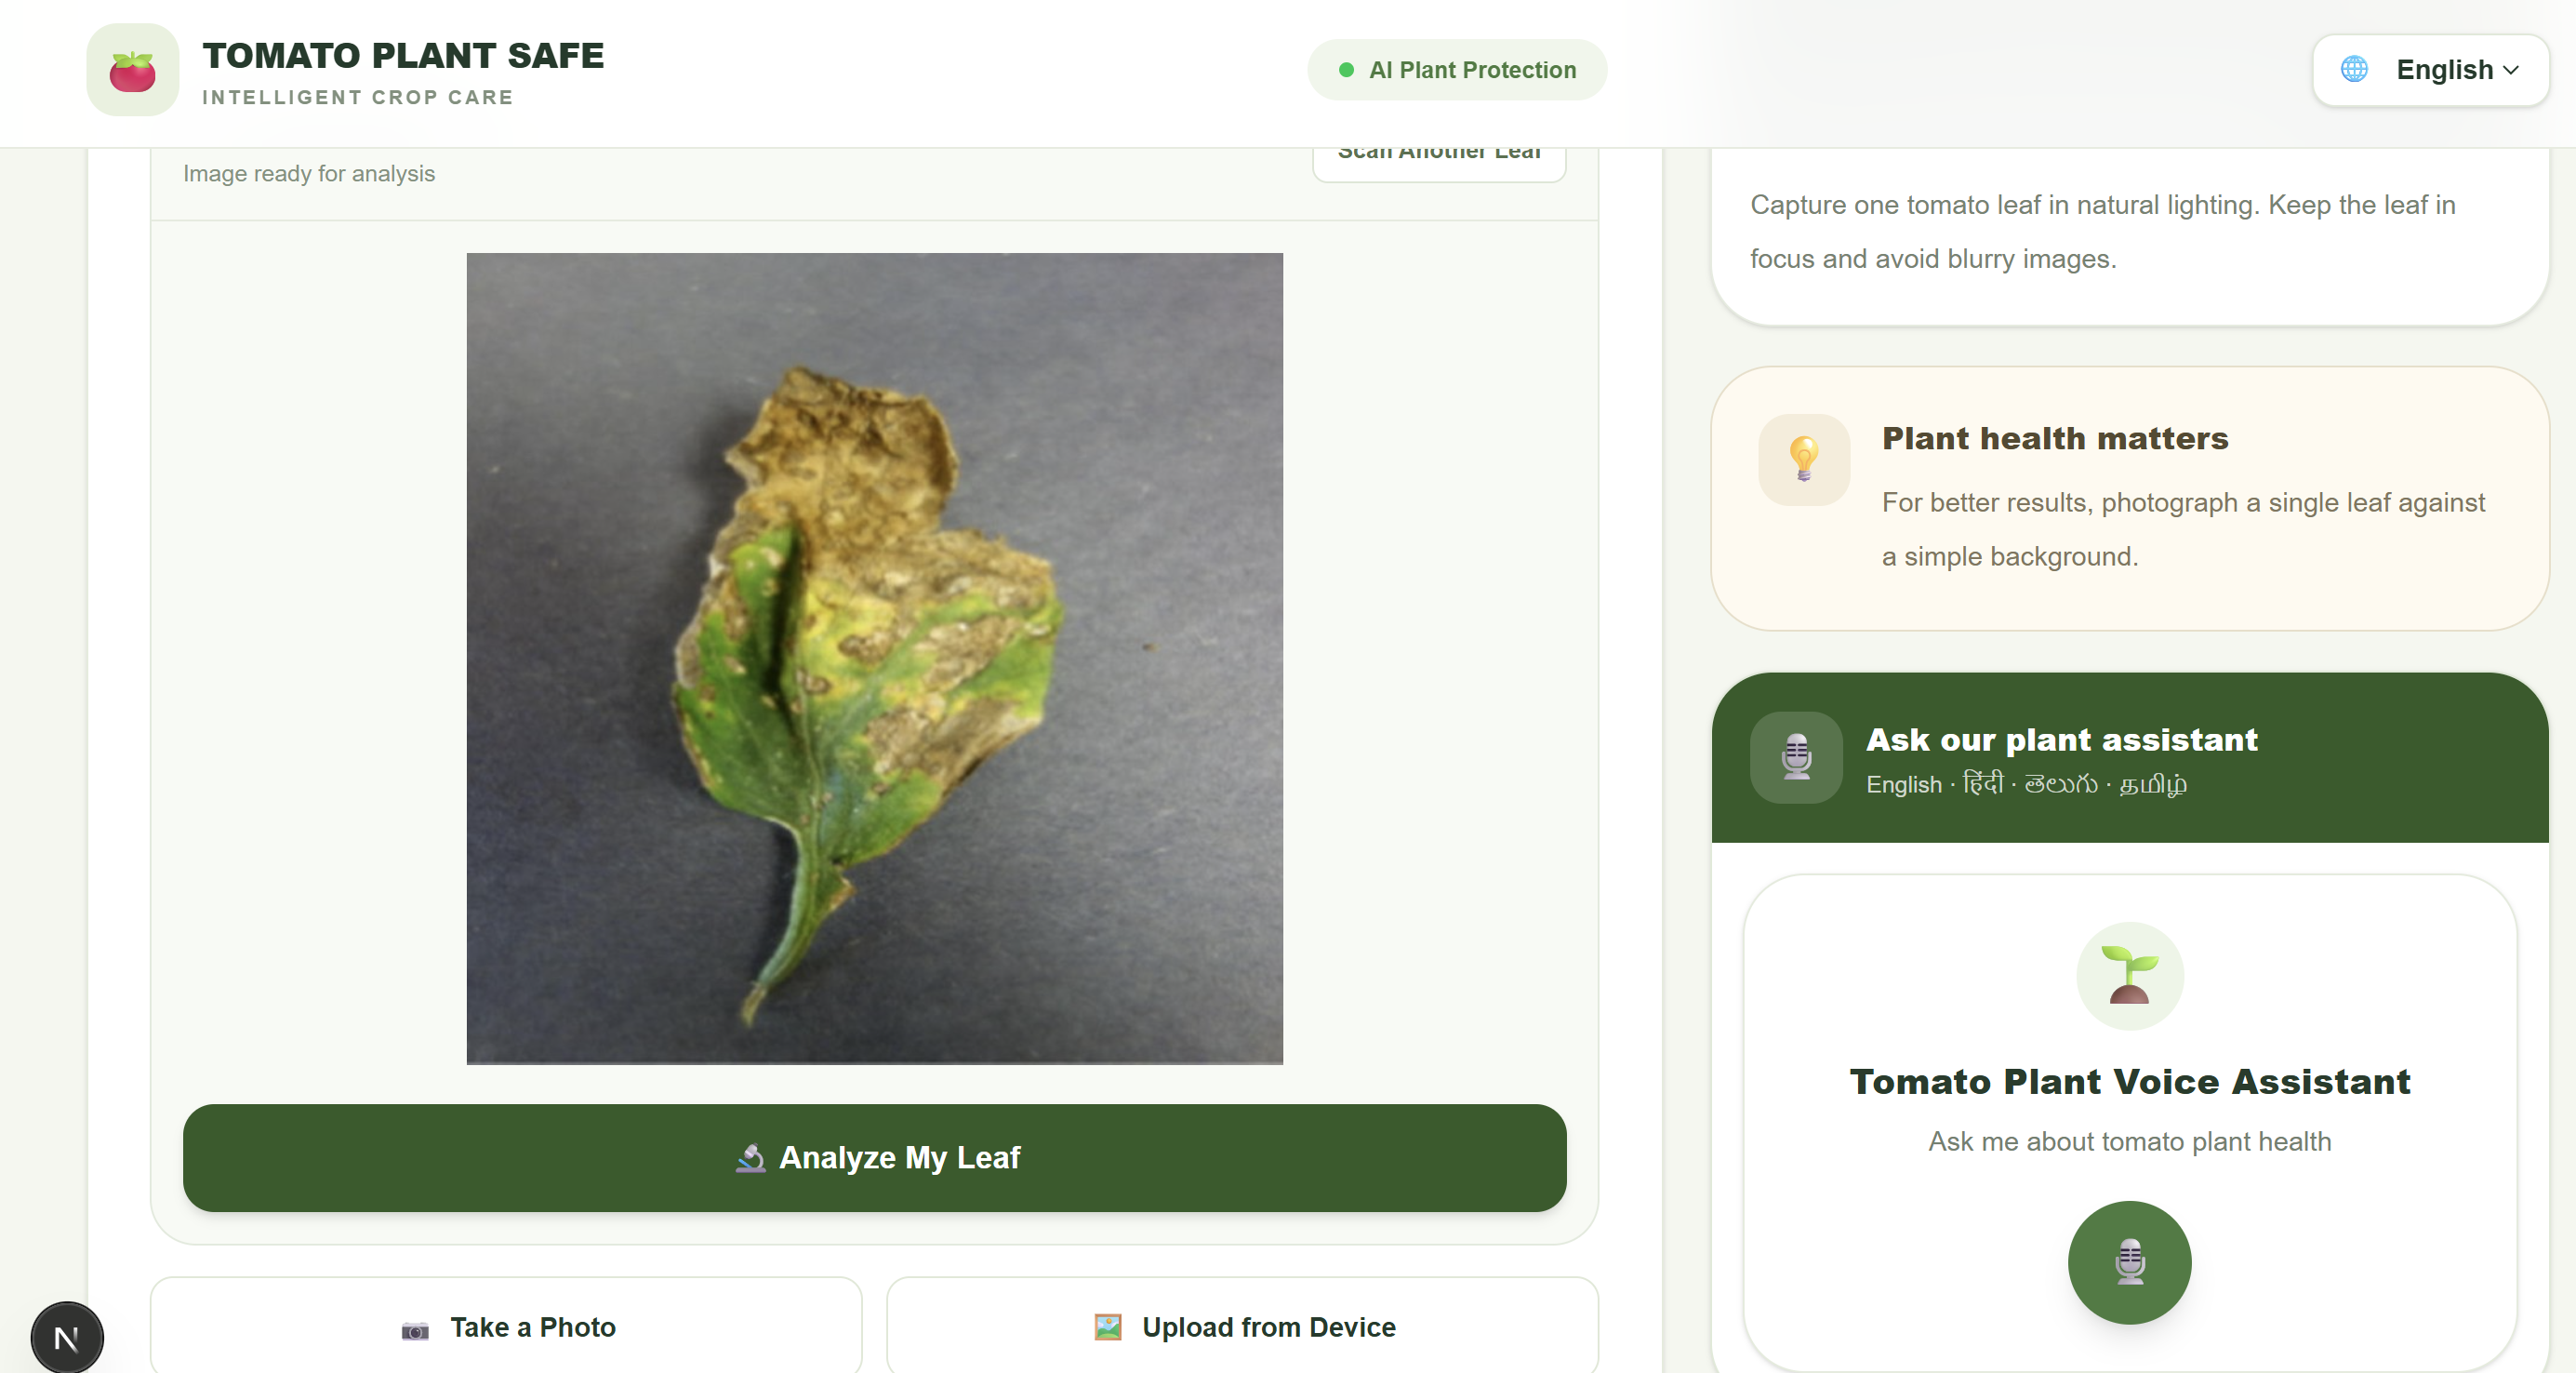 TOMATO PLANT SAFE
INTELLIGENT CROP CARE
AI Plant Protection
English
Image ready for analysis
Scan Another Leaf
Capture one tomato leaf in natural lighting. Keep the leaf in
focus and avoid blurry images.
Plant health matters
For better results, photograph a single leaf against
a simple background.
Ask our plant assistant
English · हिंदी · తెలుగు · தமிழ்
Tomato Plant Voice Assistant
Ask me about tomato plant health
Analyze My Leaf
Take a Photo
Upload from Device
N